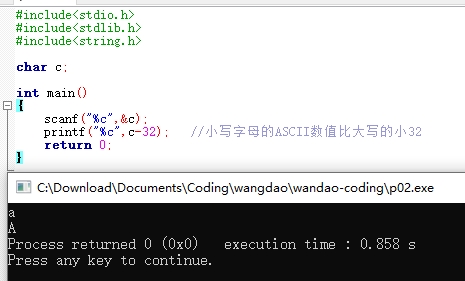 #include<stdio.h>
#include<stdlib.h>
#include<string.h>
char c;
int main()
{
scanf("%c",&c);
printf("%c",c-32); //小写字母的ASCII数值比大写的小32
return 0;
}
C:\Download\Documents\Coding\wangdao\wandao-coding\p02.exe
a
A
Process returned 0 (0x0) execution time : 0.858 s
Press any key to continue.